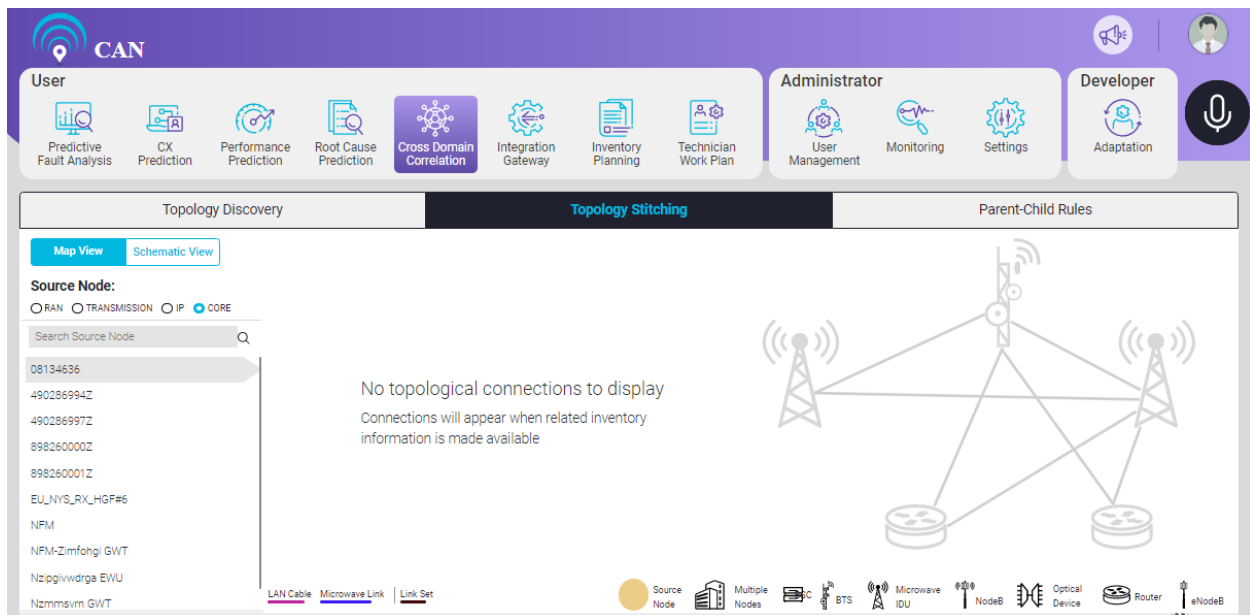 CAN
User
Administrator
Developer
Predictive
Fault Analysis
CX
Prediction
Performance
Prediction
Root Cause
Prediction
Cross Domain
Correlation
Integration
Gateway
Inventory
Planning
Technician
Work Plan
User
Management
Monitoring
Settings
Adaptation
Topology Discovery
Topology Stitching
Parent-Child Rules
Map View
Schematic View
Source Node:
RAN TRANSMISSION IP CORE
Search Source Node
08134636
490286994Z
490286997Z
898260000Z
898260001Z
EU_NYS_RX_HGF#6
NFM
NFM-Zimfohgi GWT
Nzipgivwdrga EWU
Nzmmsvrn GWT
No topological connections to display
Connections will appear when related inventory
information is made available
LAN Cable
Microwave Link
Link Set
Source
Node
Multiple
Nodes
BTS
Microwave
IDU
NodeB
Optical
Device
Router
eNodeB